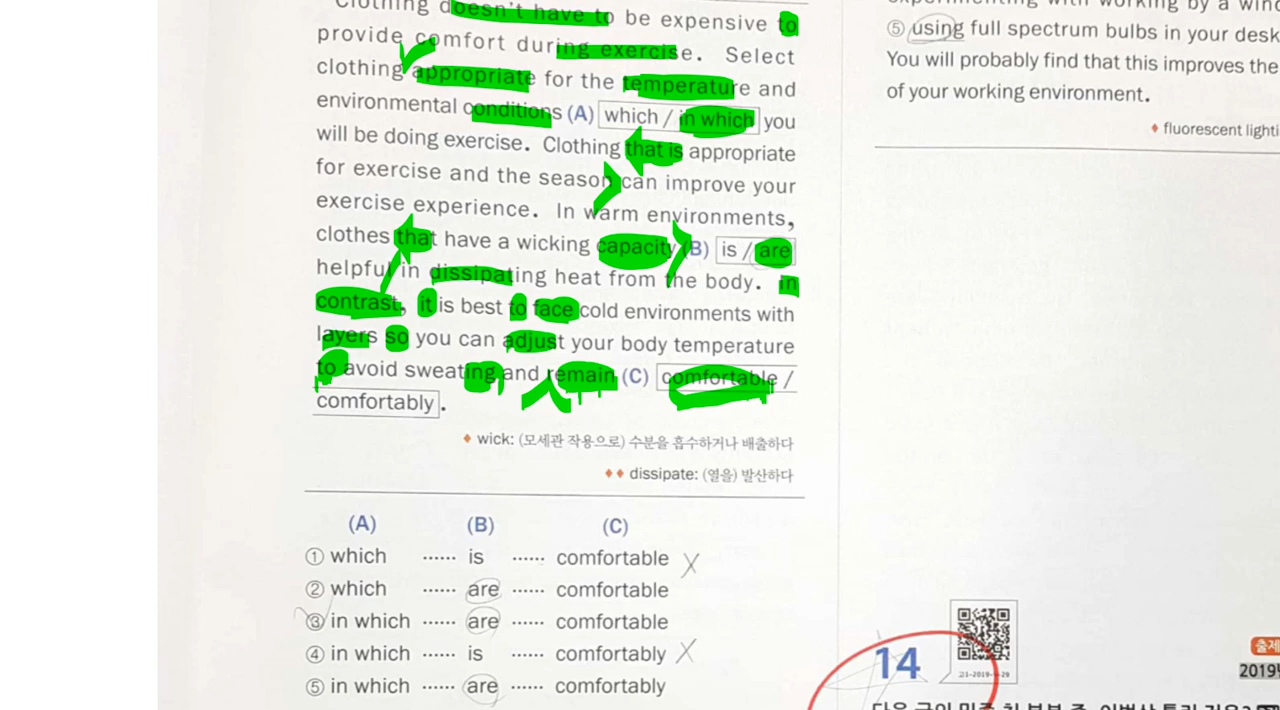 Clothing doesn't have to be expensive to
provide comfort during exercise. Select
clothing appropriate for the temperature and
environmental conditions (A) which / in which you
will be doing exercise. Clothing that is appropriate
for exercise and the season can improve your
exercise experience. In warm environments,
clothes that have a wicking capacity (B) is / are
helpful in dissipating heat from the body. In
contrast, it is best to face cold environments with
layers so you can adjust your body temperature
to avoid sweating and remain (C) comfortable /
comfortably.
♦ wick: (모세관 작용으로) 수분을 흡수하거나 배출하다
♦♦ dissipate: (열을) 발산하다
(A) (B) (C)
① which ...... is ...... comfortable
② which ...... are ...... comfortable
③ in which ...... are ...... comfortable
④ in which ...... is ...... comfortably
⑤ in which ...... are ...... comfortably
with working by a
⑤ using full spectrum bulbs in your desk
You will probably find that this improves the
of your working environment.
♦ fluorescent lighti
14
출제
2019